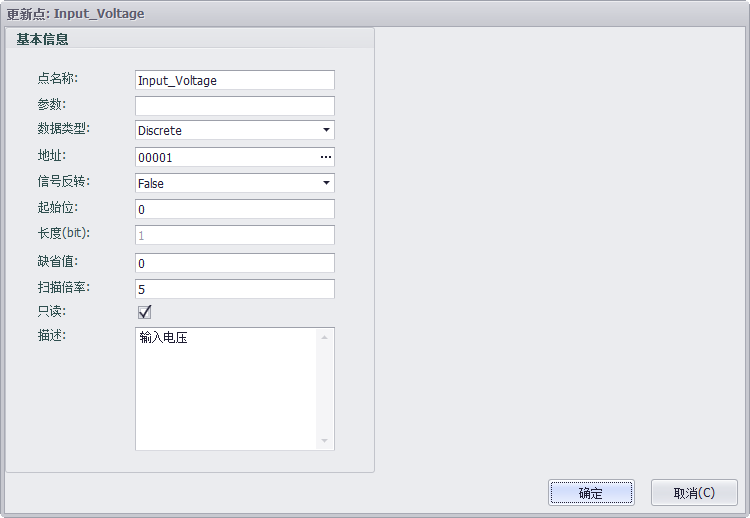 更新点: Input_Voltage
基本信息
点名称: Input_Voltage
参数:
数据类型: Discrete
地址: 00001 ...
信号反转: False
起始位: 0
长度(bit): 1
缺省值: 0
扫描倍率: 5
只读:
描述: 输入电压
确定 取消(C)